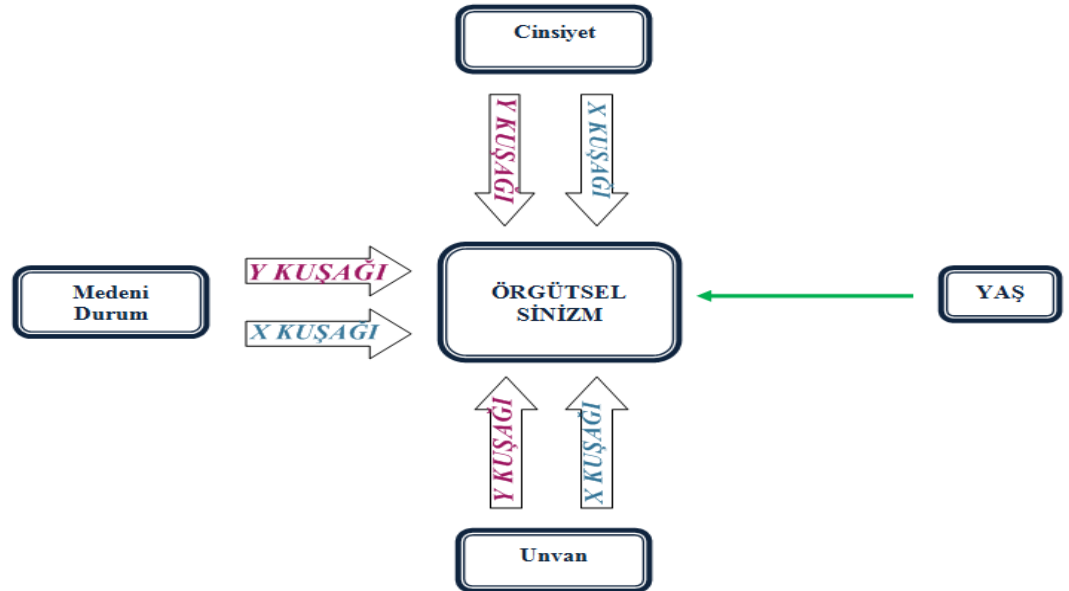 Cinsiyet
Y KUŞAĞI
X KUŞAĞI
Medeni
Durum
Y KUŞAĞI
X KUŞAĞI
ÖRGÜTSEL
SİNİZM
YAŞ
Y KUŞAĞI
X KUŞAĞI
Unvan